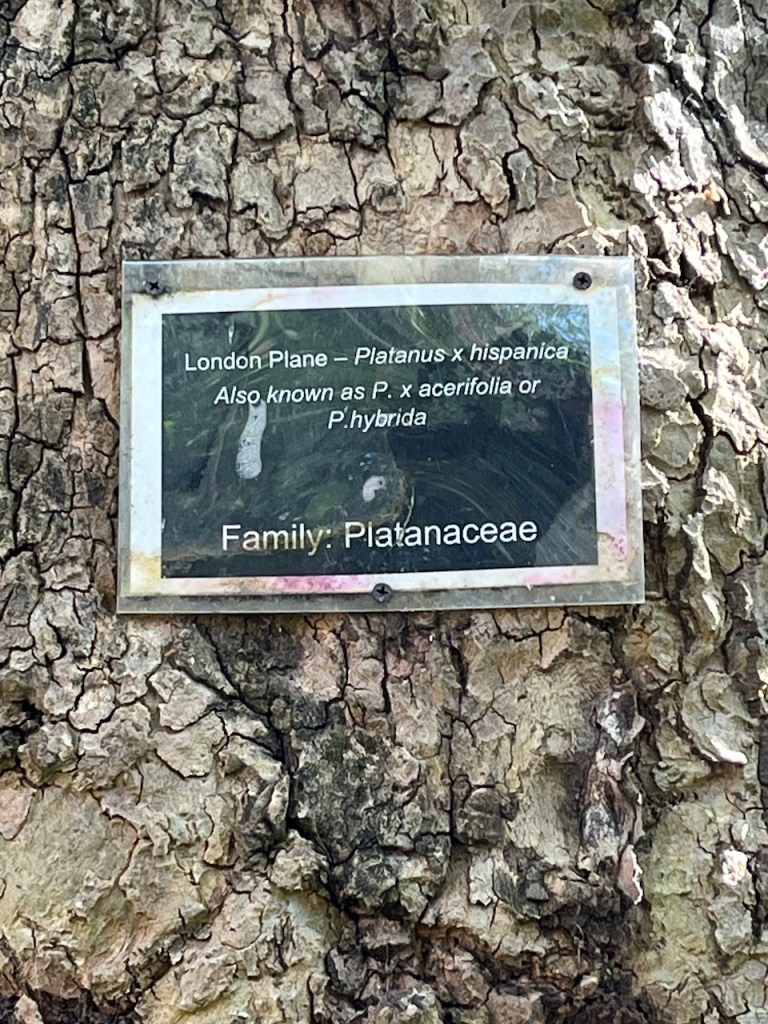 London Plane – Platanus x hispanica
Also known as P. x acerifolia or
P.hybrida
Family: Platanaceae